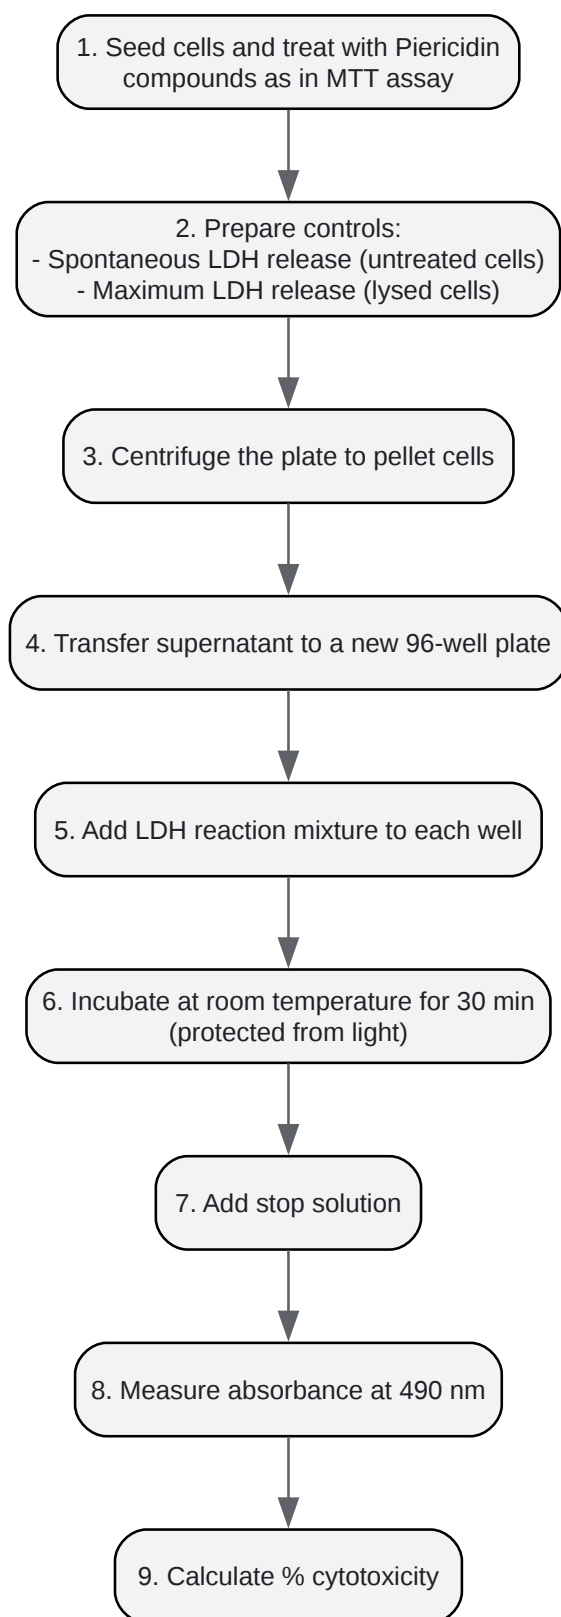 1. Seed cells and treat with Piericidin
compounds as in MTT assay
2. Prepare controls:
- Spontaneous LDH release (untreated cells)
- Maximum LDH release (lysed cells)
3. Centrifuge the plate to pellet cells
4. Transfer supernatant to a new 96-well plate
5. Add LDH reaction mixture to each well
6. Incubate at room temperature for 30 min
(protected from light)
7. Add stop solution
8. Measure absorbance at 490 nm
9. Calculate % cytotoxicity